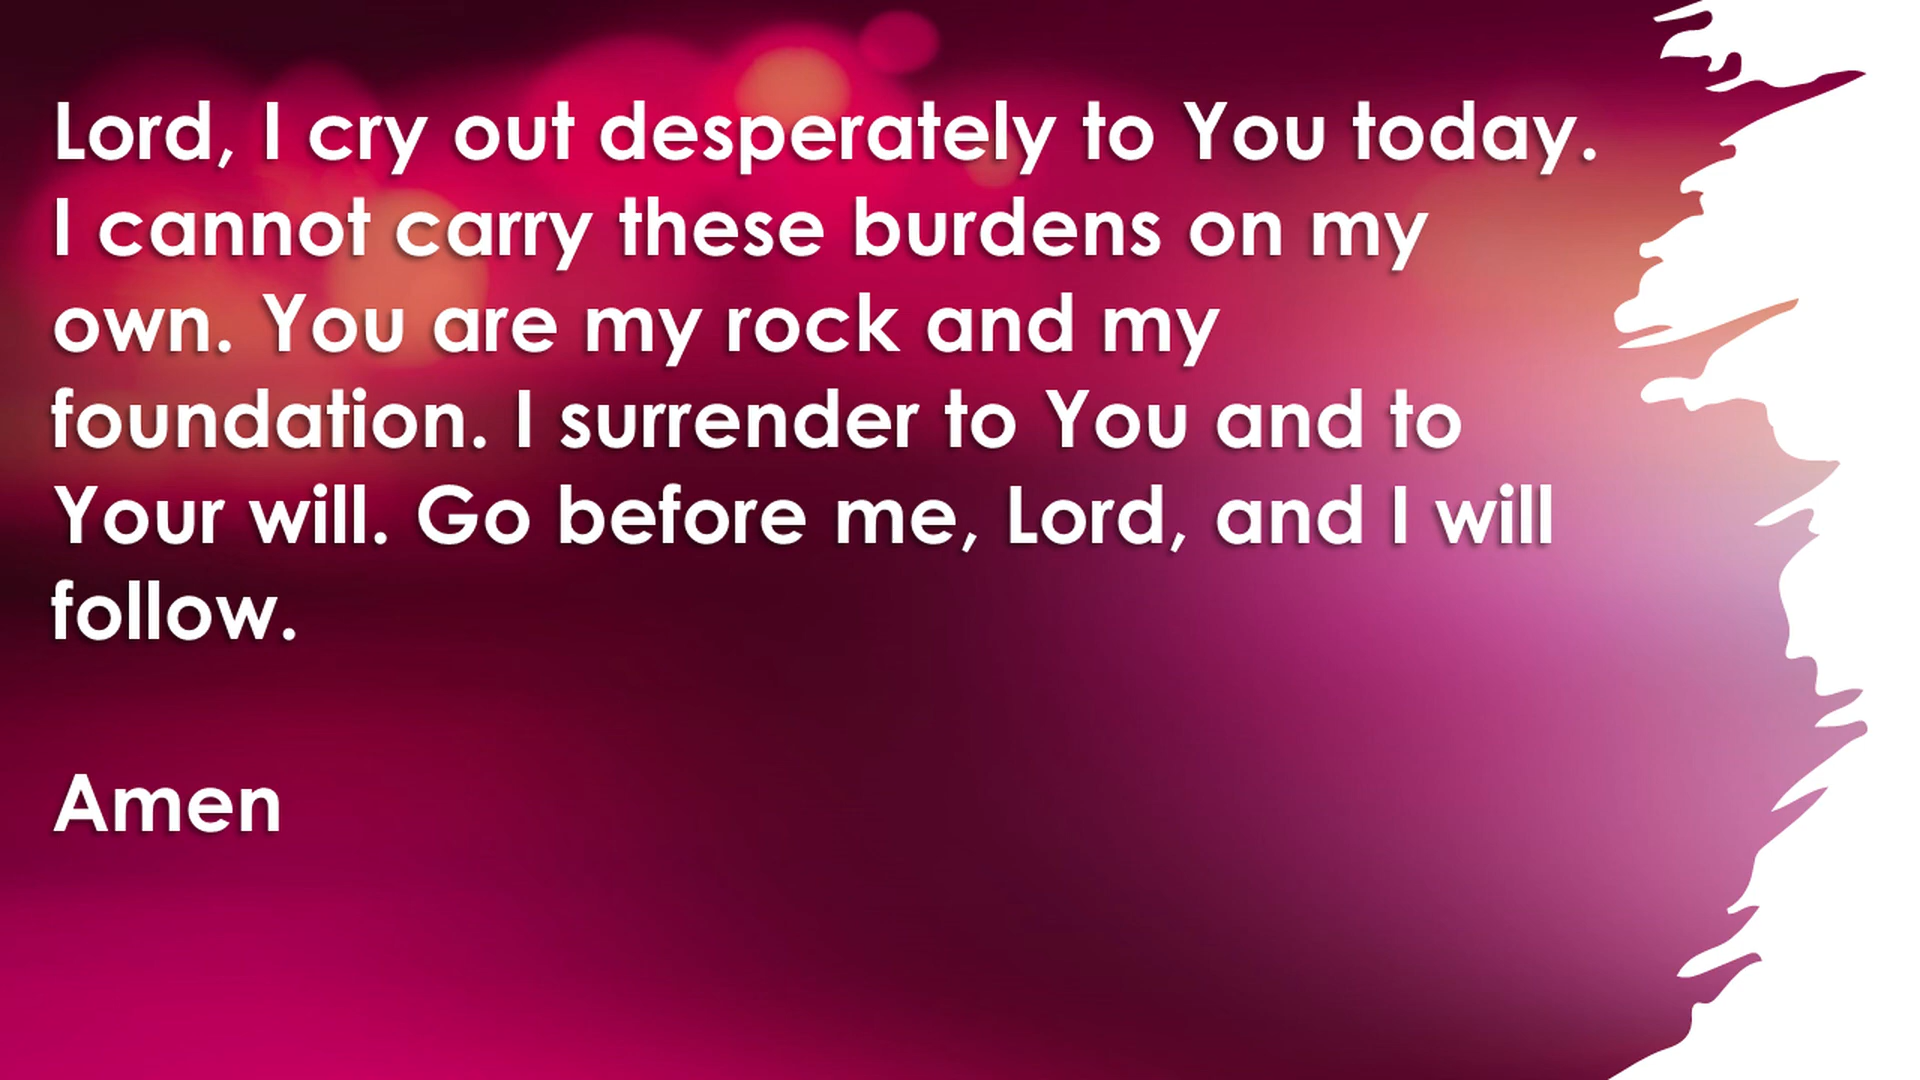 Lord, I cry out desperately to You today.
I cannot carry these burdens on my
own. You are my rock and my
foundation. I surrender to You and to
Your will. Go before me, Lord, and I will
follow.
Amen